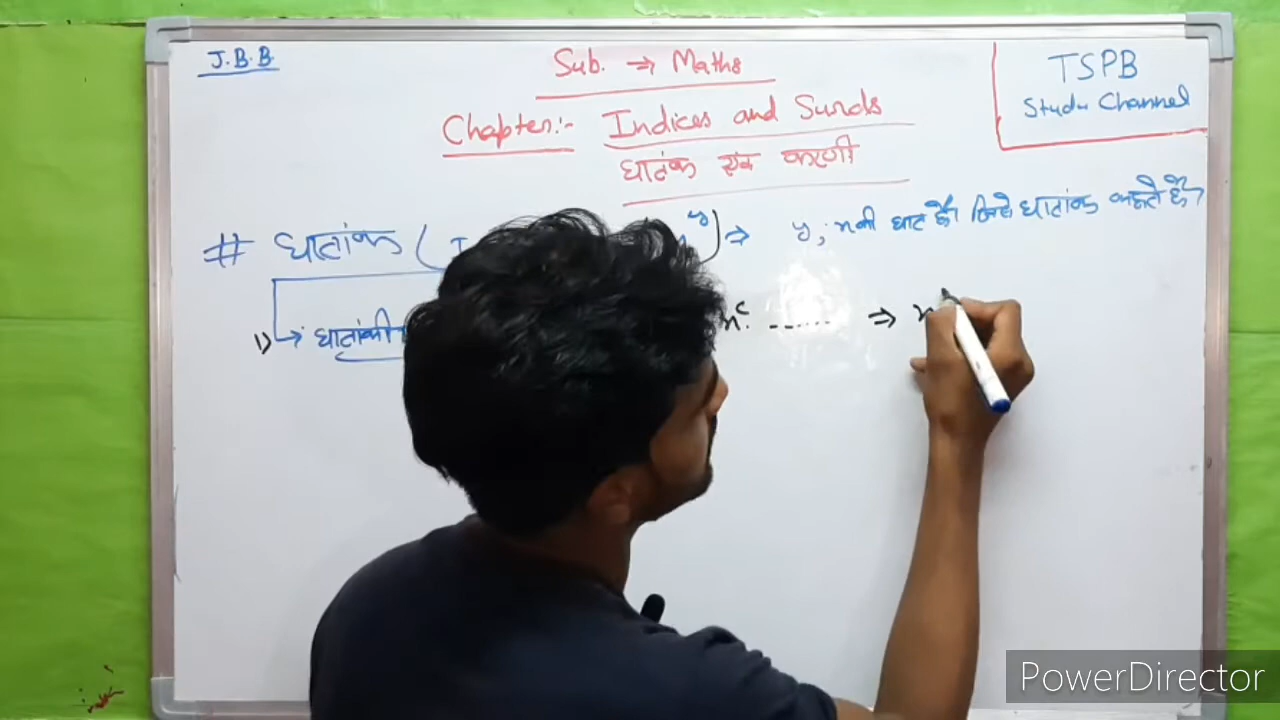 J.B.B
Sub. → Maths
TSPB
Study Channel
Chapter:- Indices and Surds
घातांक एवं करणी
# घातांक ( I x^y) ⇒ y, x की घात है। जिसे घातांक कहते हैं,
1) → घातांकी x^c. ...... ⇒ x
PowerDirector